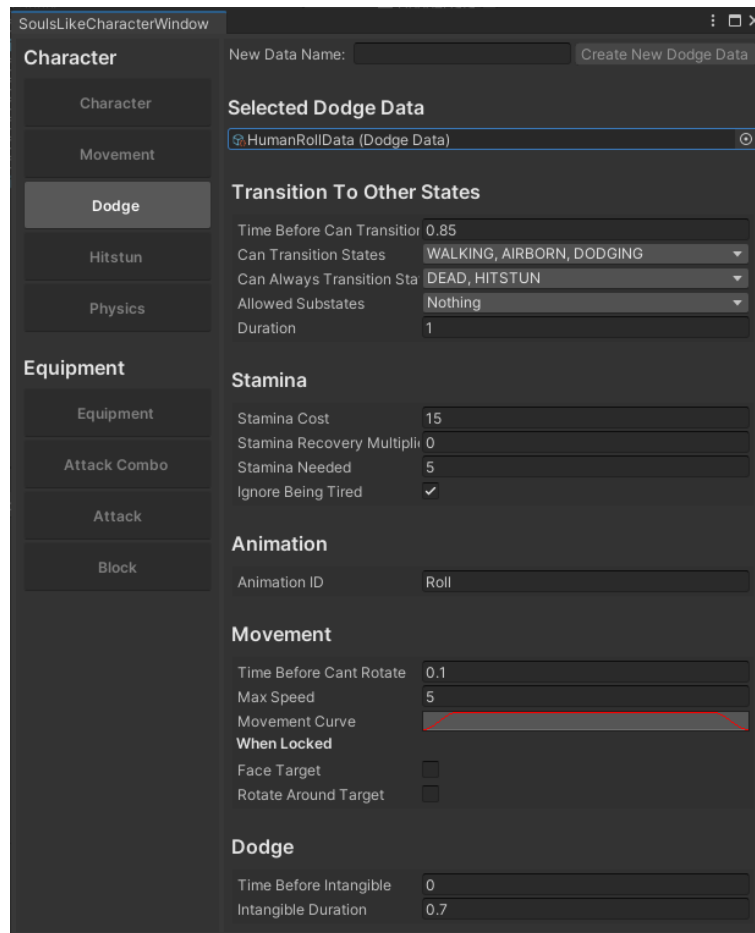 SoulsLikeCharacterWindow
Character
Character
Movement
Dodge
Hitstun
Physics
Equipment
Equipment
Attack Combo
Attack
Block
New Data Name: Create New Dodge Data
Selected Dodge Data
HumanRollData (Dodge Data)
Transition To Other States
Time Before Can Transition 0.85
Can Transition States WALKING, AIRBORN, DODGING
Can Always Transition Sta DEAD, HITSTUN
Allowed Substates Nothing
Duration 1
Stamina
Stamina Cost 15
Stamina Recovery Multipli 0
Stamina Needed 5
Ignore Being Tired
Animation
Animation ID Roll
Movement
Time Before Cant Rotate 0.1
Max Speed 5
Movement Curve
When Locked
Face Target
Rotate Around Target
Dodge
Time Before Intangible 0
Intangible Duration 0.7